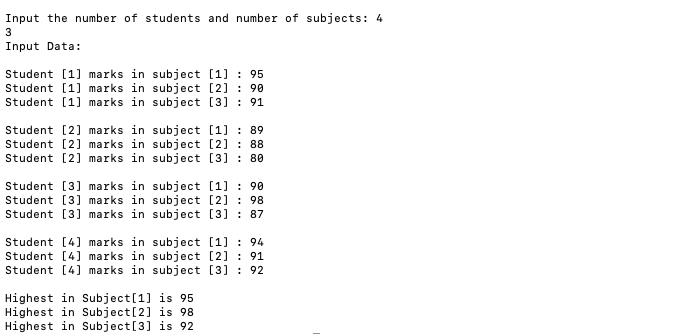 Input the number of students and number of subjects: 4
3
Input Data:
Student [1] marks in subject [1] : 95
Student [1] marks in subject [2] : 90
Student [1] marks in subject [3] : 91
Student [2] marks in subject [1] : 89
Student [2] marks in subject [2] : 88
Student [2] marks in subject [3] : 80
Student [3] marks in subject [1] : 90
Student [3] marks in subject [2] : 98
Student [3] marks in subject [3] : 87
Student [4] marks in subject [1] : 94
Student [4] marks in subject [2] : 91
Student [4] marks in subject [3] : 92
Highest in Subject[1] is 95
Highest in Subject[2] is 98
Highest in Subject[3] is 92